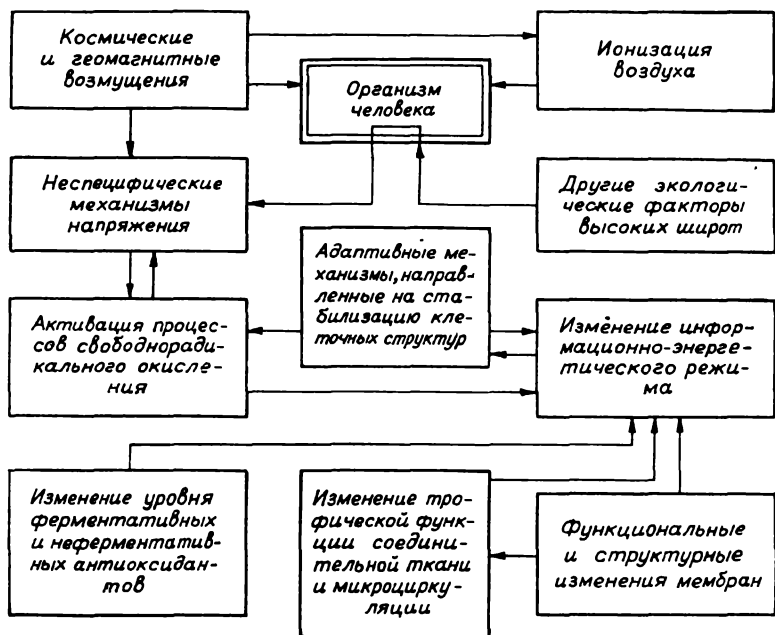 Космические
и геомагнитные
возмущения
Ионизация
воздуха
Организм
человека
Неспецифические
механизмы
напряжения
Другие экологи-
ческие факторы
высоких широт
Адаптивные ме-
ханизмы, направ-
ленные на ста-
билизацию кле-
точных структур
Активация процес-
сов свободноради-
кального окисле-
ния
Изменение инфор-
мационно-энерге-
тического режи-
ма
Изменение уровня
ферментативных
и неферментатив-
ных антиоксидан-
тов
Изменение тро-
фической функ-
ции соедини-
тельной ткани
и микроцирку-
ляции
Функциональные
и структурные
изменения мембран